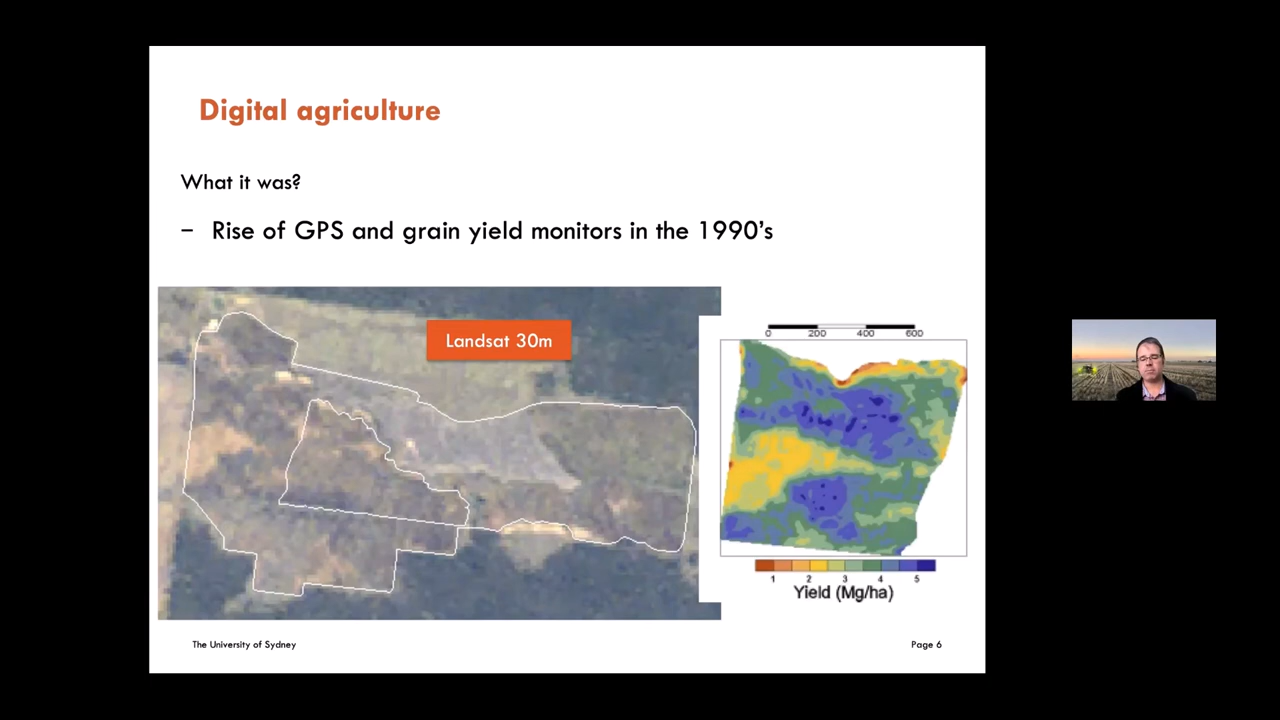 Digital agriculture
What it was?
– Rise of GPS and grain yield monitors in the 1990's
Landsat 30m
0 200 400 600
1 2 3 4 5
Yield (Mg/ha)
The University of Sydney
Page 6